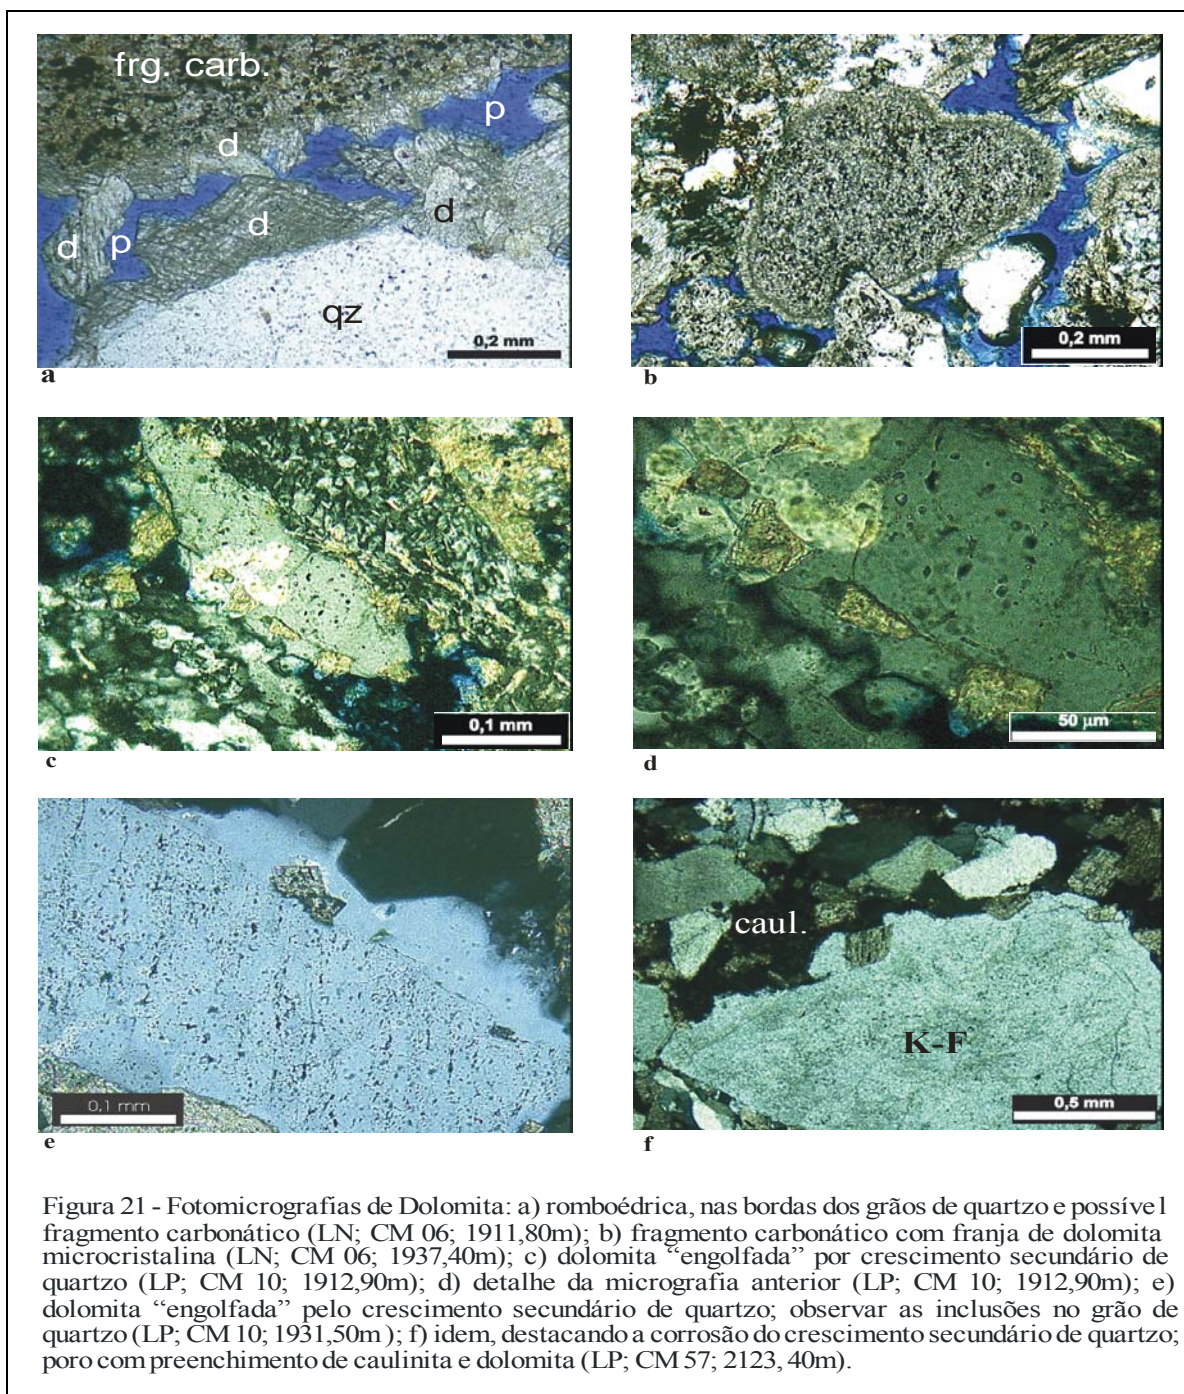 frg. carb.
p
d
d
p
d
d
qz
0,2 mm
a
0,2 mm
b
0,1 mm
c
50 µm
d
0,1 mm
e
caul.
K-F
0,5 mm
f
Figura 21 - Fotomicrografias de Dolomita: a) romboédrica, nas bordas dos grãos de quartzo e possível
fragmento carbonático (LN; CM 06; 1911,80m); b) fragmento carbonático com franja de dolomita
microcristalina (LN; CM 06; 1937,40m); c) dolomita “engolfada” por crescimento secundário de
quartzo (LP; CM 10; 1912,90m); d) detalhe da micrografia anterior (LP; CM 10; 1912,90m); e)
dolomita “engolfada” pelo crescimento secundário de quartzo; observar as inclusões no grão de
quartzo (LP; CM 10; 1931,50m ); f) idem, destacando a corrosão do crescimento secundário de quartzo;
poro com preenchimento de caulinita e dolomita (LP; CM 57; 2123, 40m).